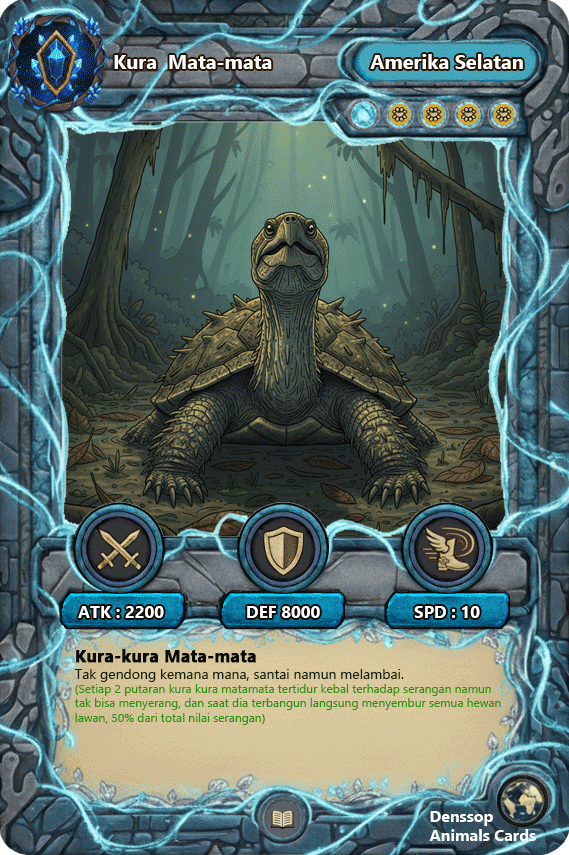 Kura Mata-mata
Amerika Selatan
ATK : 2200
DEF 8000
SPD : 10
Kura-kura Mata-mata
Tak gendong kemana mana, santai namun melambai.
(Setiap 2 putaran kura kura matamata tertidur kebal terhadap serangan namun
tak bisa menyerang, dan saat dia terbangun langsung menyembur semua hewan
lawan, 50% dari total nilai serangan)
Denssop
Animals Cards